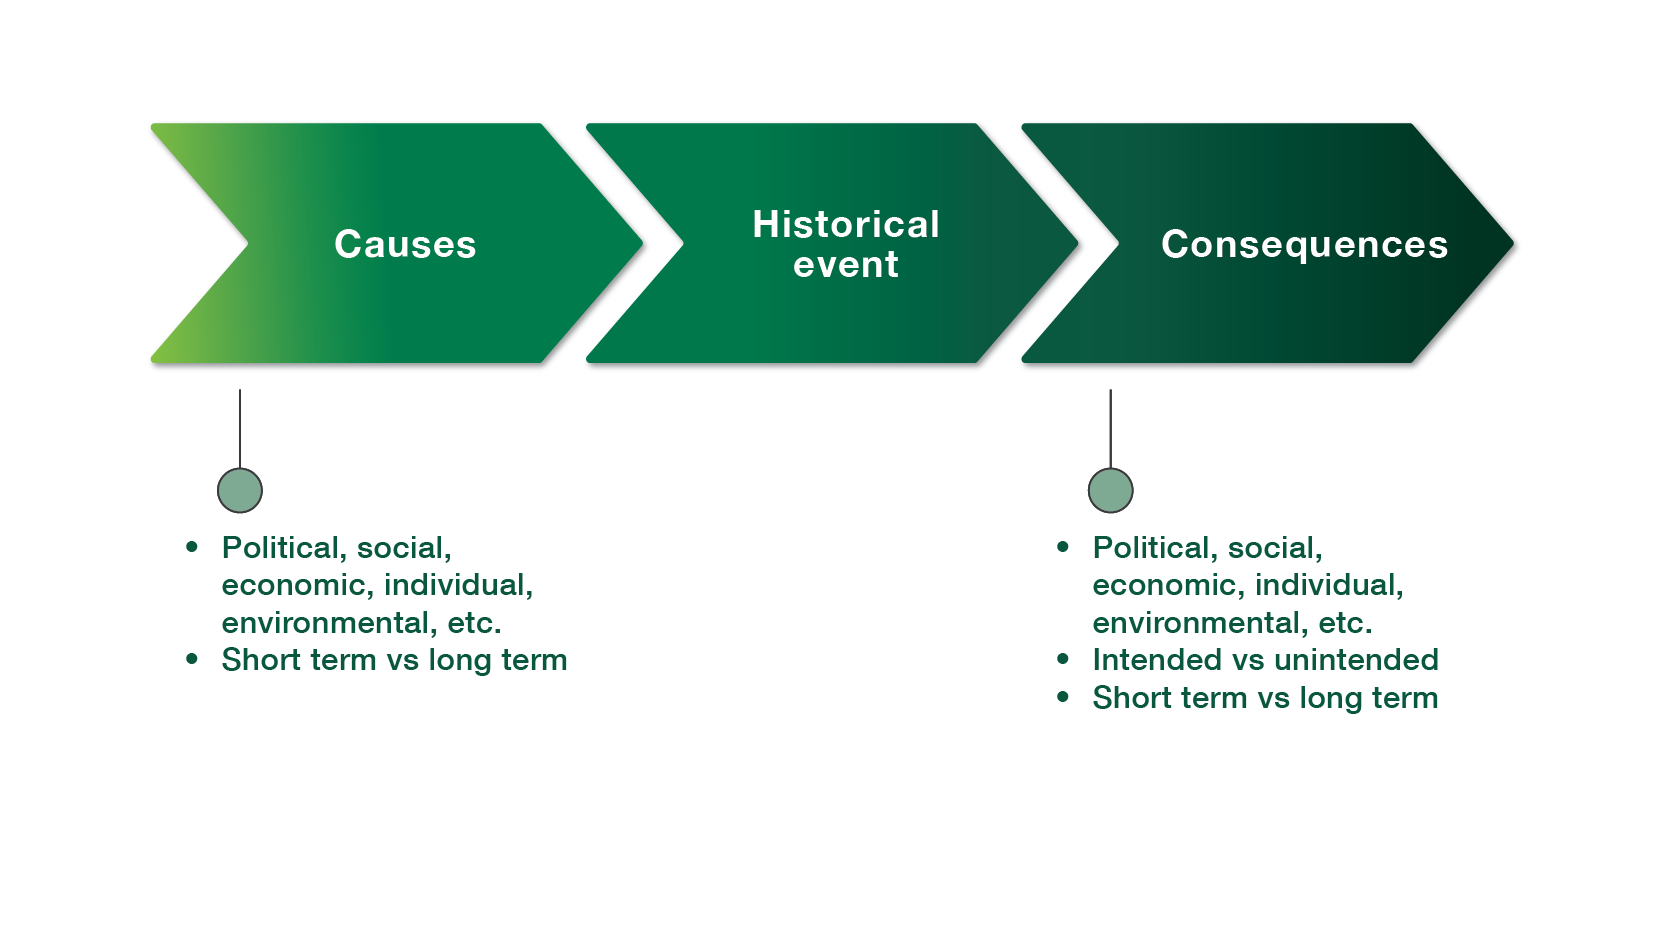 Causes
Historical
event
Consequences
• Political, social,
economic, individual,
environmental, etc.
• Short term vs long term
• Political, social,
economic, individual,
environmental, etc.
• Intended vs unintended
• Short term vs long term